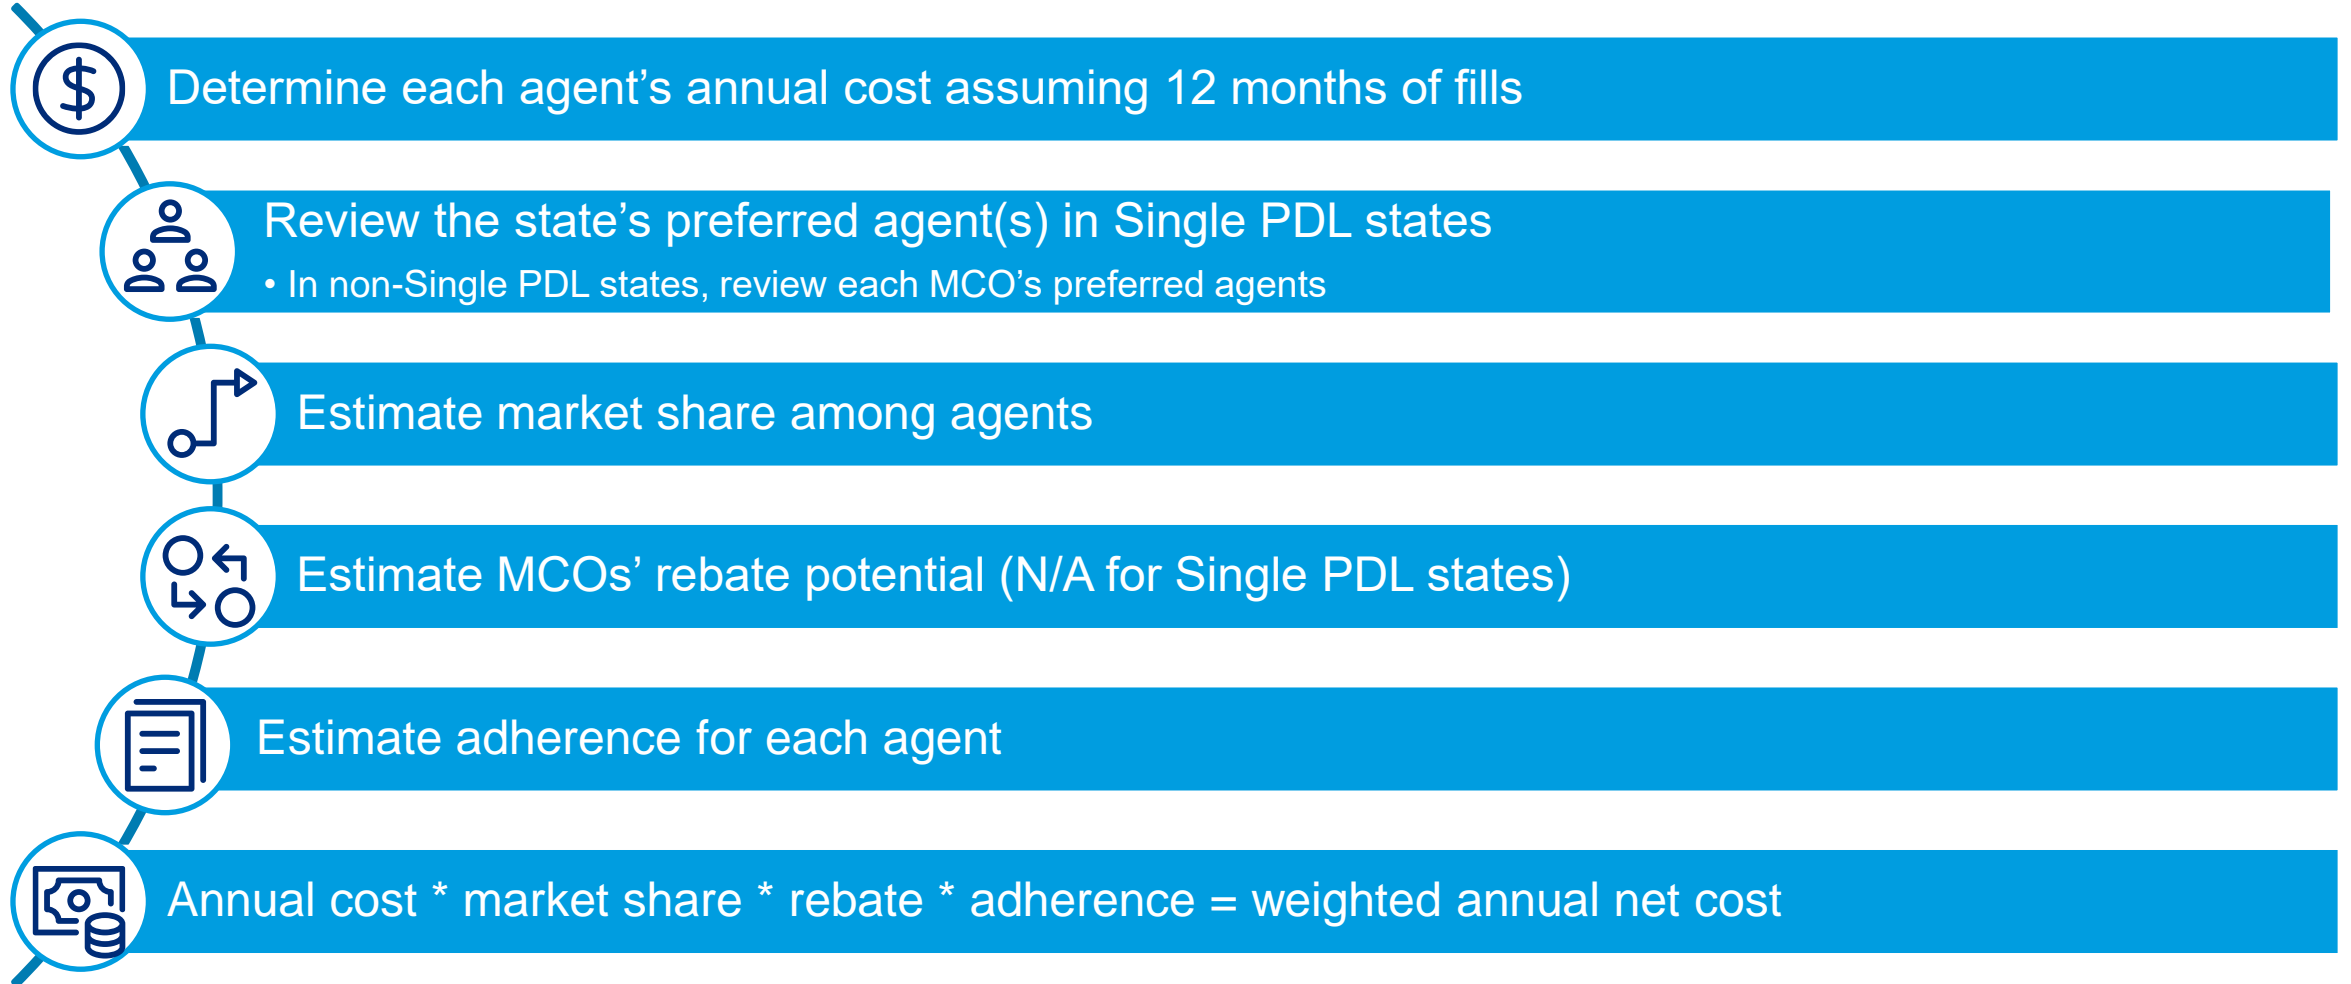 Determine each agent’s annual cost assuming 12 months of fills
Review the state’s preferred agent(s) in Single PDL states
• In non-Single PDL states, review each MCO’s preferred agents
Estimate market share among agents
Estimate MCOs’ rebate potential (N/A for Single PDL states)
Estimate adherence for each agent
Annual cost * market share * rebate * adherence = weighted annual net cost